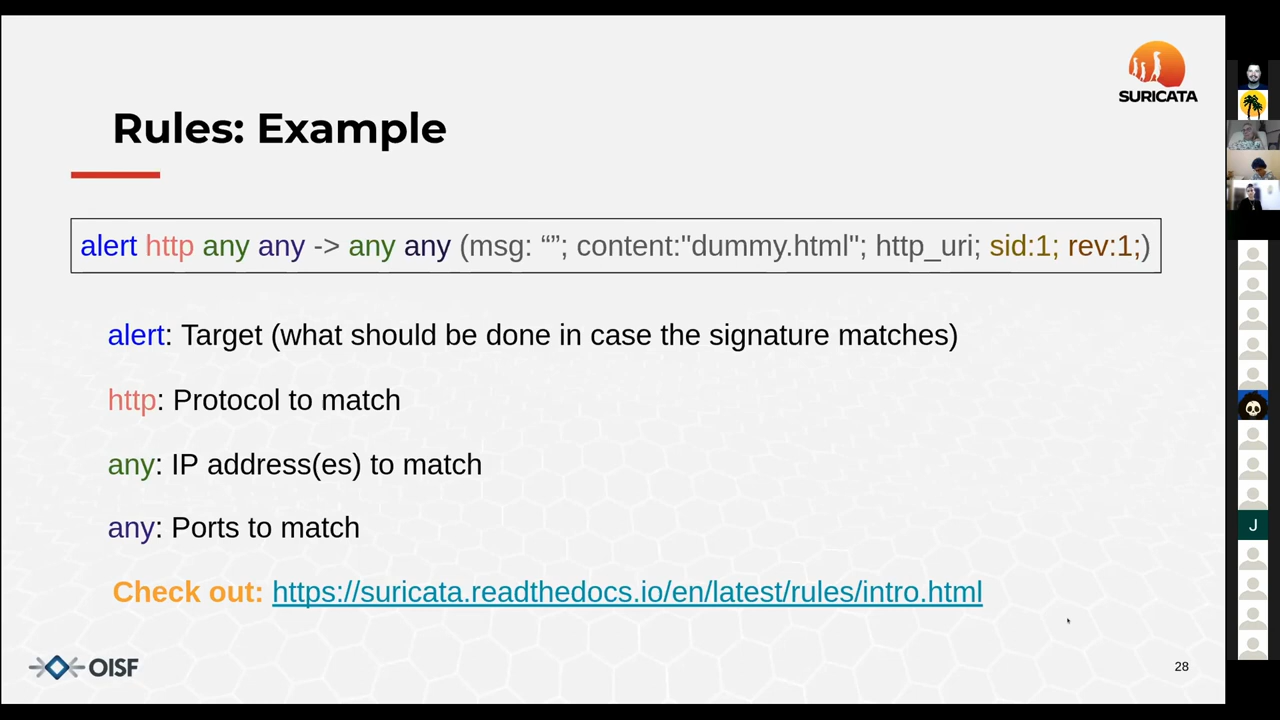 SURICATA
Rules: Example
alert http any any -> any any (msg: “”; content:"dummy.html"; http_uri; sid:1; rev:1;)
alert: Target (what should be done in case the signature matches)
http: Protocol to match
any: IP address(es) to match
any: Ports to match
Check out: https://suricata.readthedocs.io/en/latest/rules/intro.html
OISF
28
J